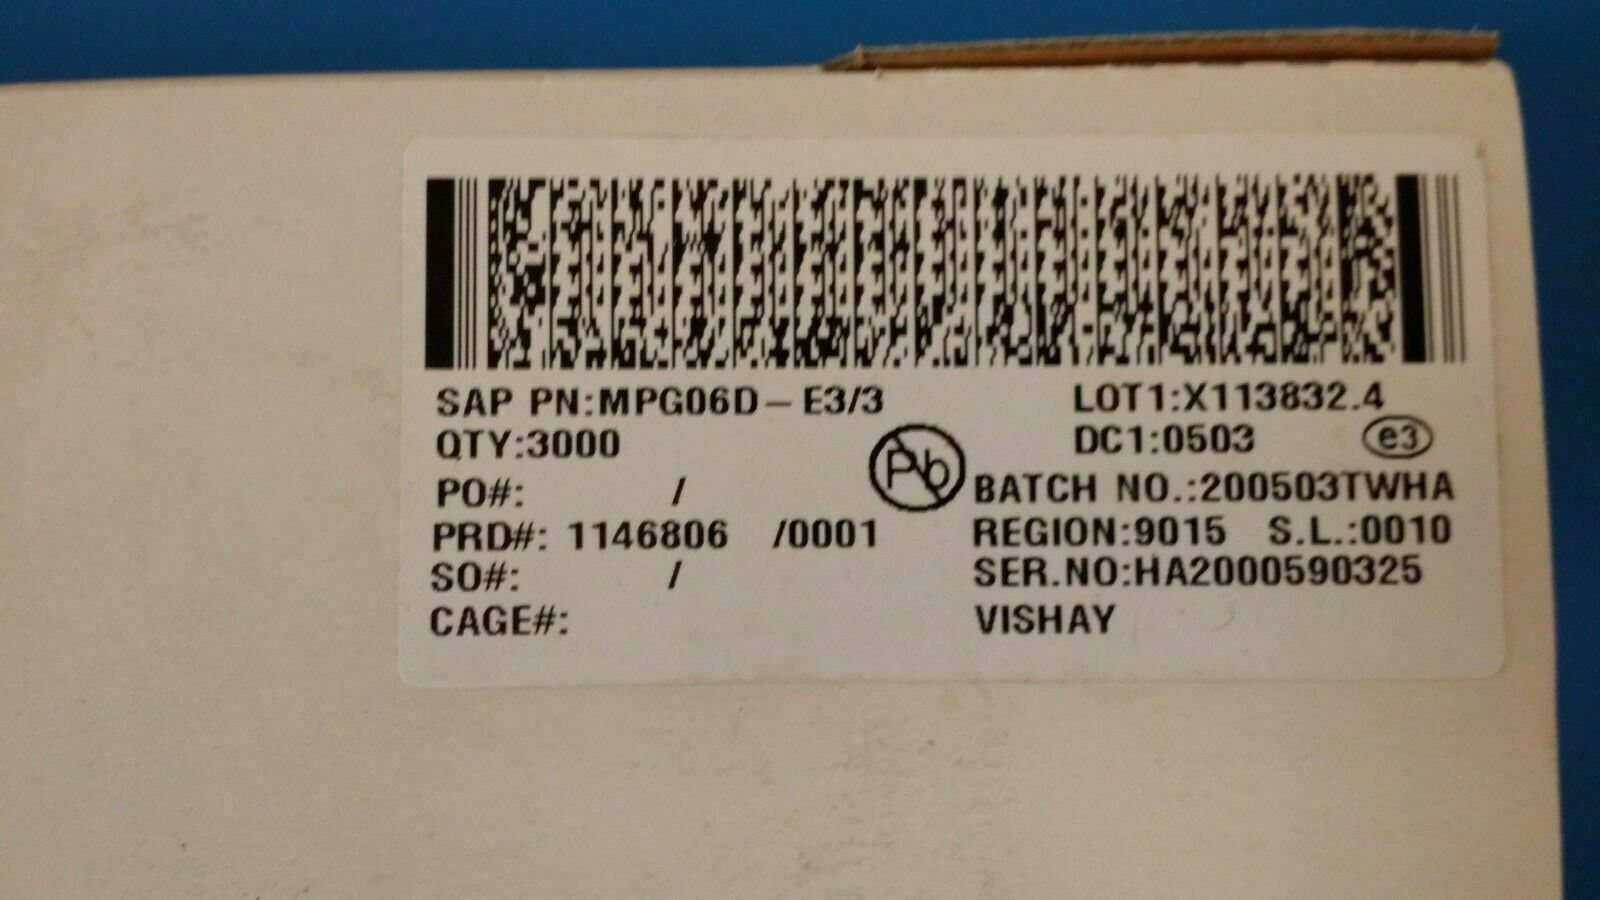 SAP PN:MPG06D-E3/3 LOT1:X113832.4
QTY:3000 DC1:0503 e3
Pb
PO#: / BATCH NO.:200503TWHA
PRD#: 1146806 /0001 REGION:9015 S.L.:0010
SO#: / SER.NO:HA2000590325
CAGE#: VISHAY